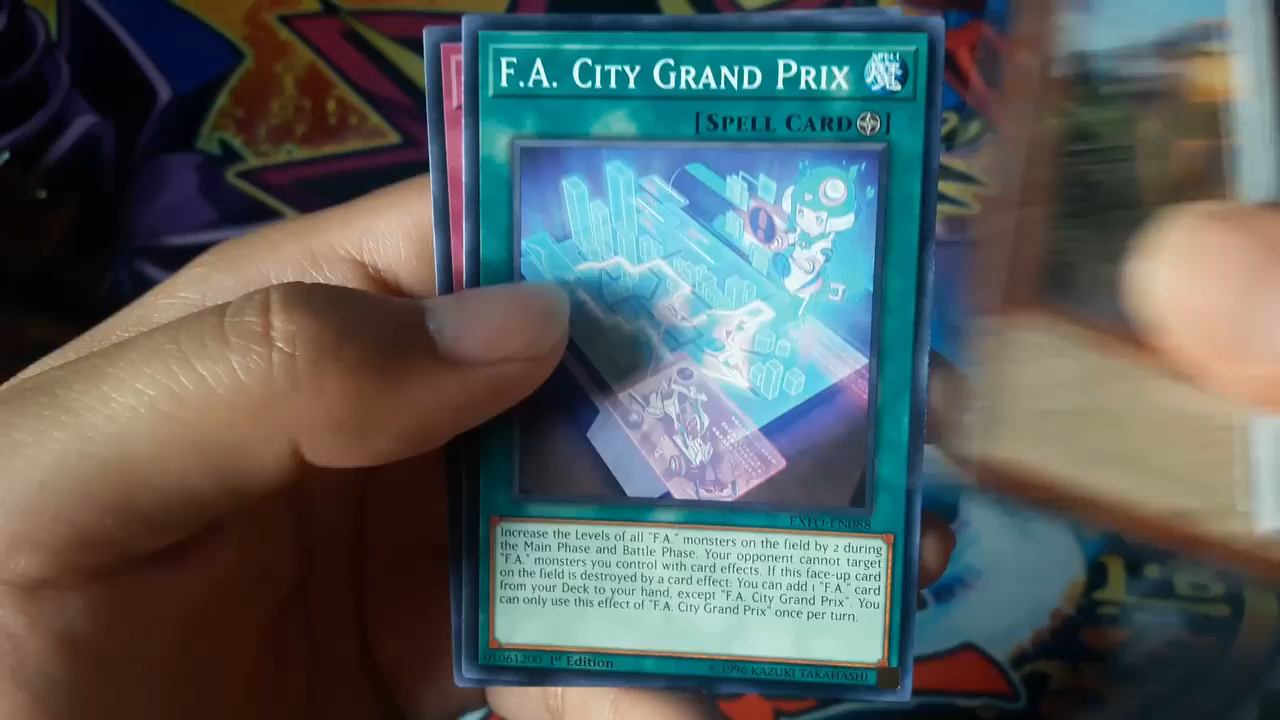 F.A. City Grand Prix
SPELL
[Spell Card]
EXFO-EN088
Increase the Levels of all "F.A." monsters on the field by 2 during
the Main Phase and Battle Phase. Your opponent cannot target
"F.A." monsters you control with card effects. If this face-up card
on the field is destroyed by a card effect: You can add 1 "F.A." card
from your Deck to your hand, except "F.A. City Grand Prix". You
can only use this effect of "F.A. City Grand Prix" once per turn.
01061200 1st Edition
©1996 KAZUKI TAKAHASHI